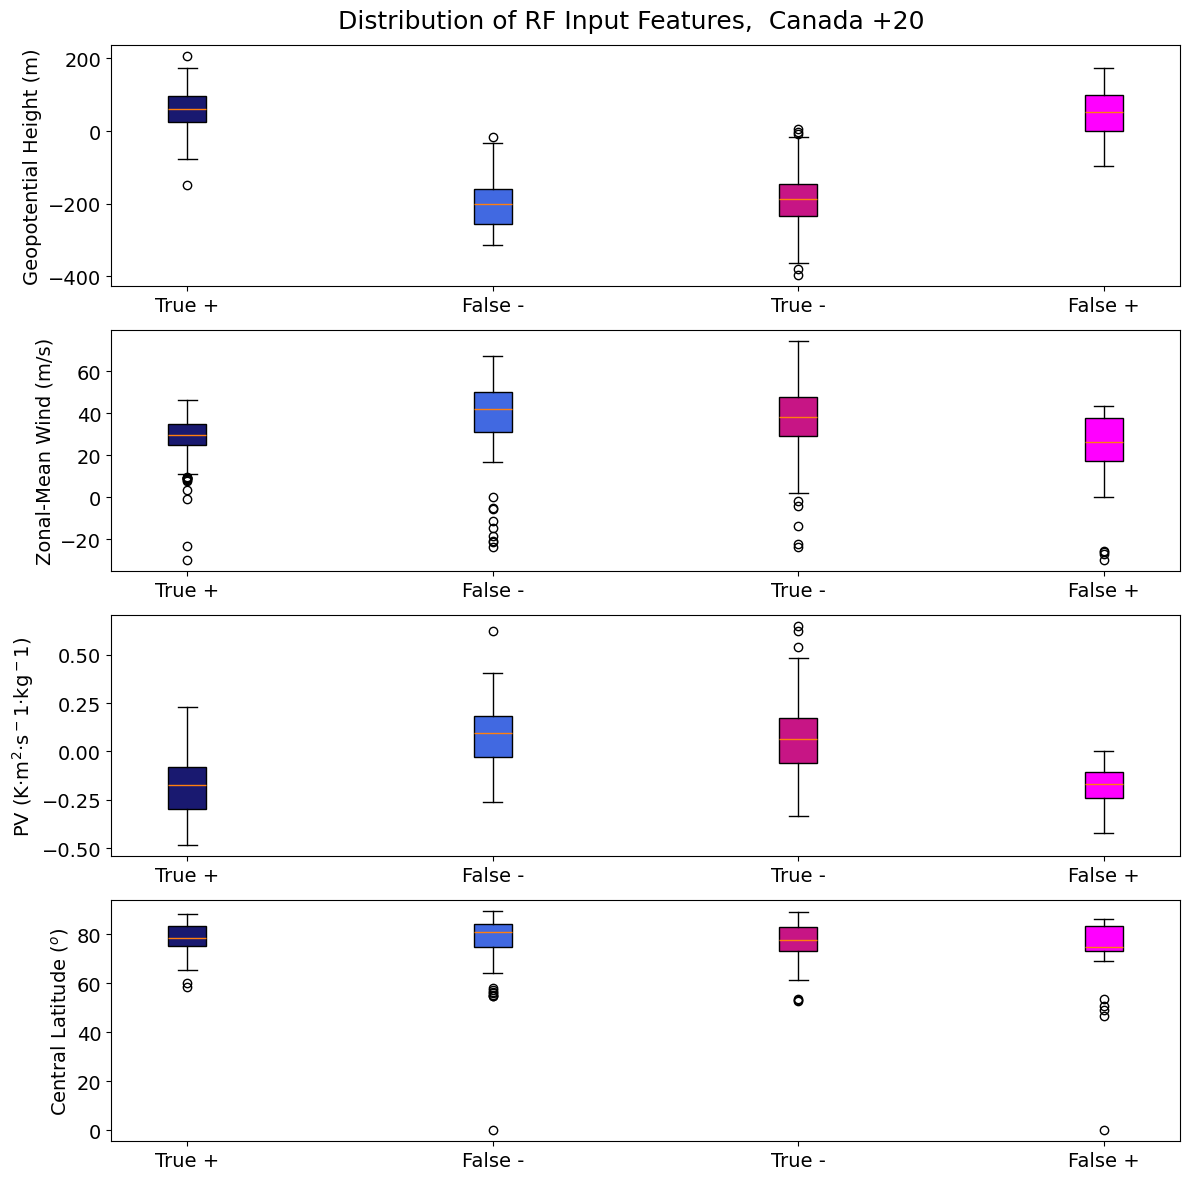 Distribution of RF Input Features,  Canada +20
Geopotential Height (m)
200
0
−200
−400
True +
False -
True -
False +
Zonal-Mean Wind (m/s)
60
40
20
0
−20
True +
False -
True -
False +
PV (K·m²·s⁻1·kg⁻1)
0.50
0.25
0.00
−0.25
−0.50
True +
False -
True -
False +
Central Latitude (°)
80
60
40
20
0
True +
False -
True -
False +